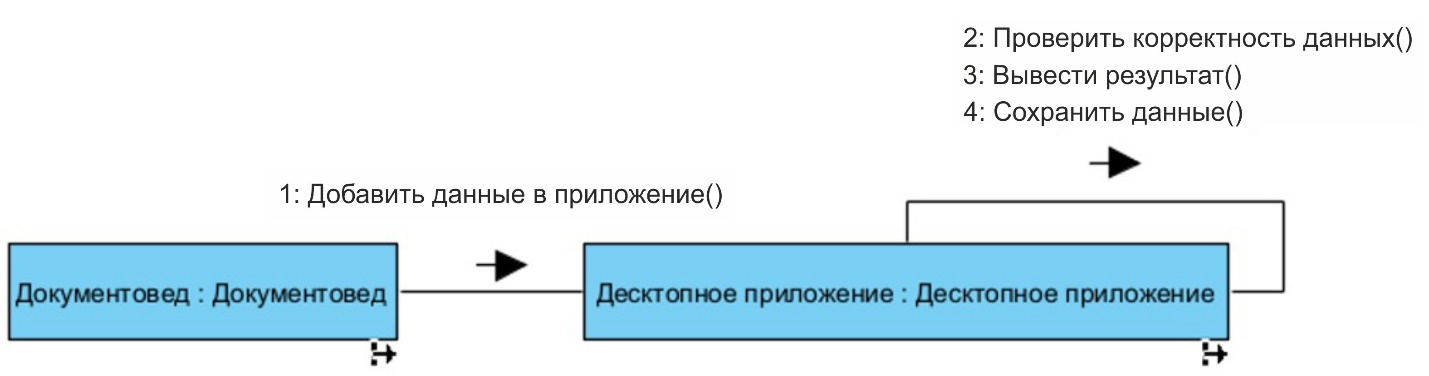 2: Проверить корректность данных()
3: Вывести результат()
4: Сохранить данные()
1: Добавить данные в приложение()
Документовед : Документовед
Десктопное приложение : Десктопное приложение